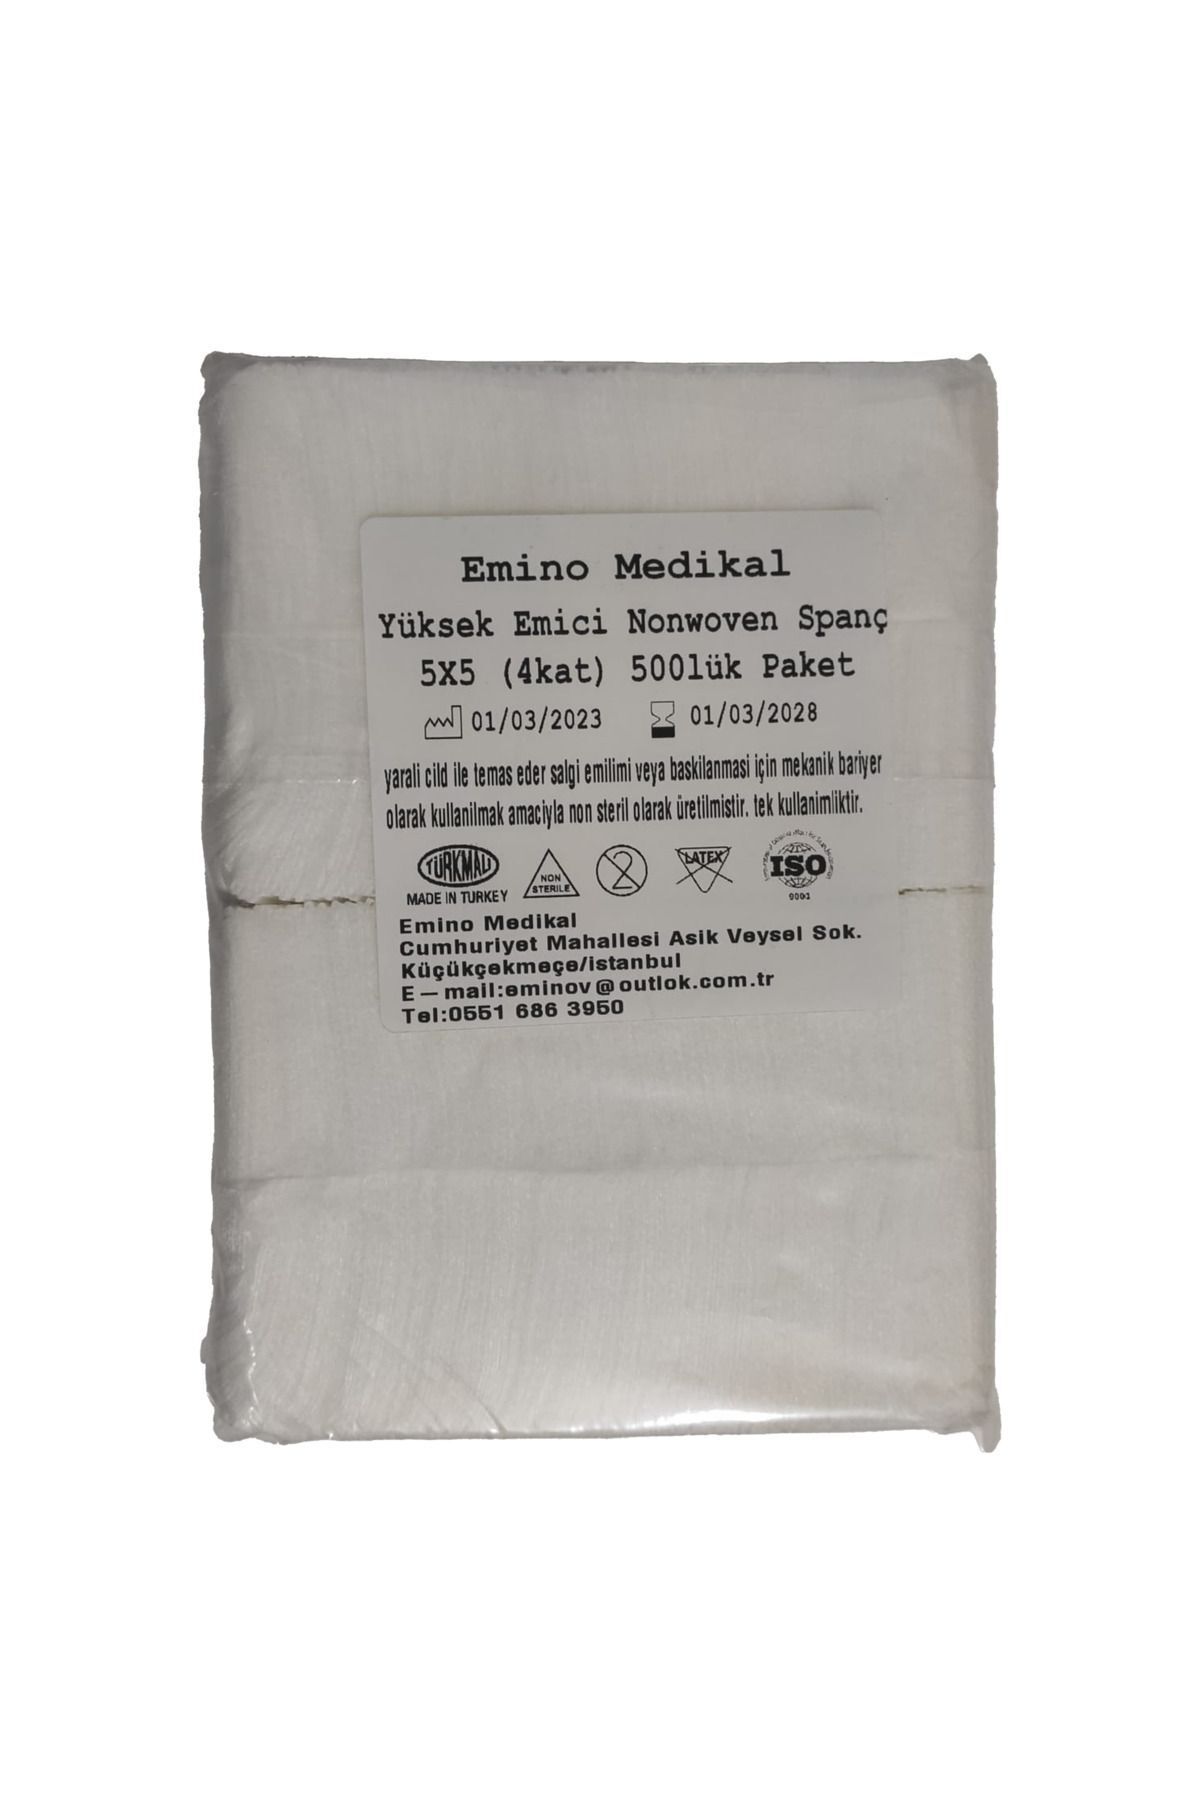 Emino Medikal
Yüksek Emici Nonwoven Spanç
5X5 (4kat) 500lük Paket
01/03/2023 01/03/2028
yarali cild ile temas eder salgi emilimi veya baskilanmasi için mekanik bariyer
olarak kullanilmak amaciyla non steril olarak üretilmistir. tek kullanimliktir.
TÜRKMALI
MADE IN TURKEY
NON
STERILE
2
LATEX
ISO
9001
Emino Medikal
Cumhuriyet Mahallesi Asik Veysel Sok.
Küçükçekmeçe/istanbul
E-mail:eminov@outlok.com.tr
Tel:0551 686 3950